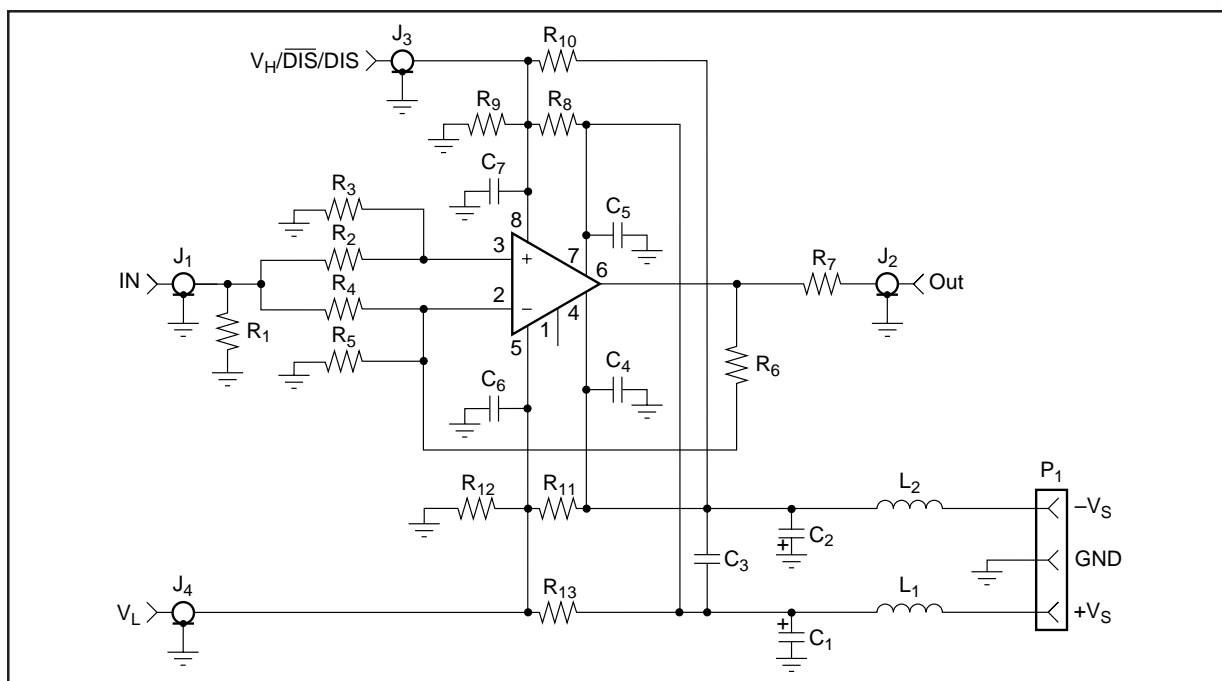 J3
R10
VH/D̅I̅S̅/DIS
R9
R8
C7
R3
C5
8
R2
3
7
J1
+
6
R7
J2
IN
R4
Out
2
−
4
1
R1
R5
5
R6
C6
C4
P1
R12
R11
L2
−VS
C2
+
C3
GND
J4
R13
L1
VL
+VS
+
C1